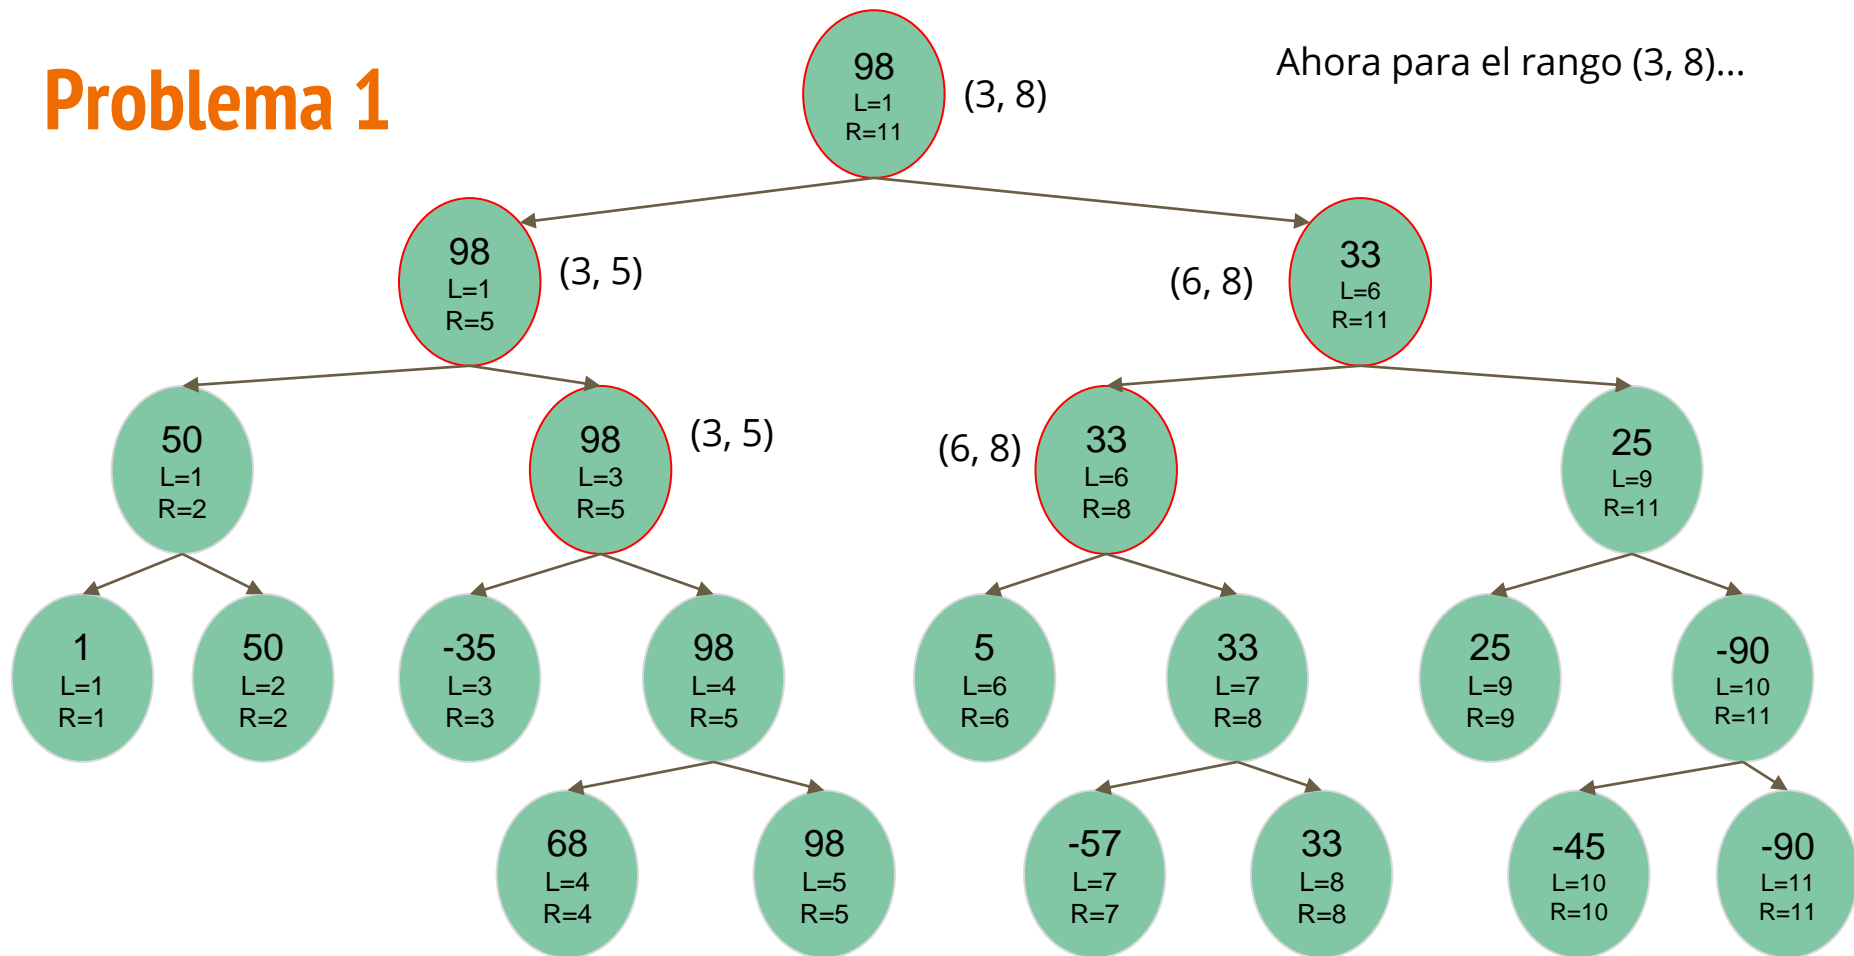 Problema 1
Ahora para el rango (3, 8)...
98
L=1
R=11
(3, 8)
98
L=1
R=5
(3, 5)
(6, 8)
33
L=6
R=11
50
L=1
R=2
98
L=3
R=5
(3, 5)
(6, 8)
33
L=6
R=8
25
L=9
R=11
1
L=1
R=1
50
L=2
R=2
-35
L=3
R=3
98
L=4
R=5
5
L=6
R=6
33
L=7
R=8
25
L=9
R=9
-90
L=10
R=11
68
L=4
R=4
98
L=5
R=5
-57
L=7
R=7
33
L=8
R=8
-45
L=10
R=10
-90
L=11
R=11